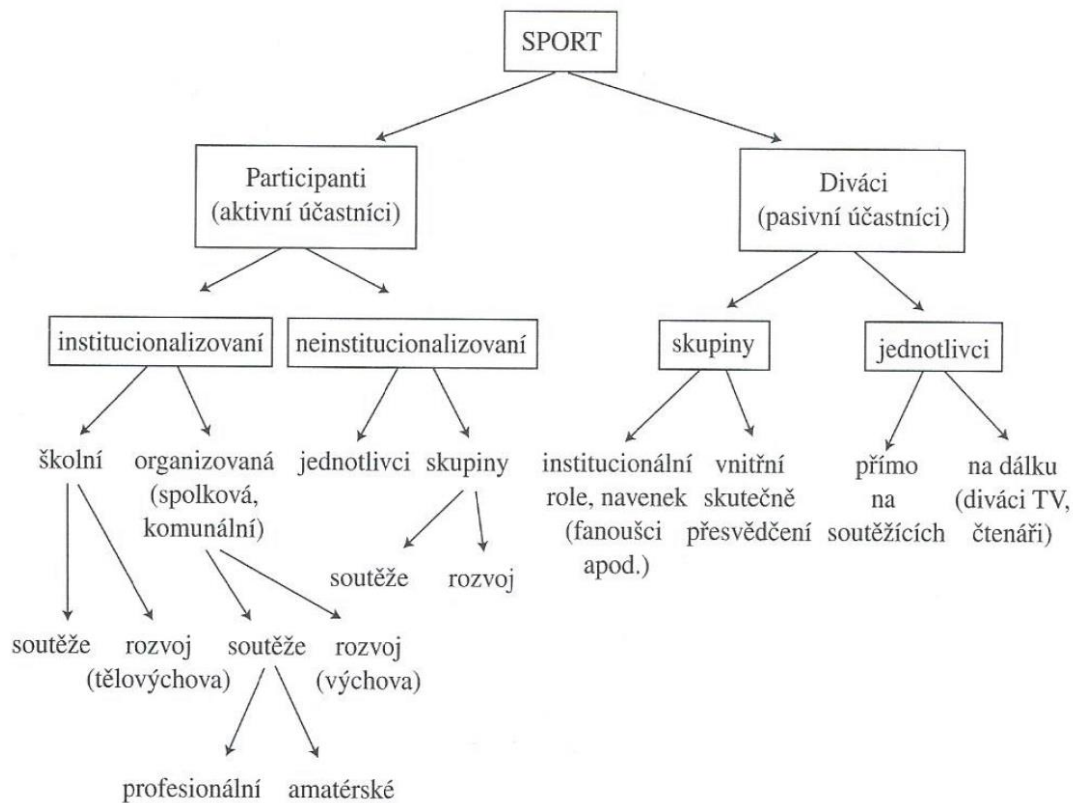 SPORT
Participanti
(aktivní účastníci)
Diváci
(pasivní účastníci)
institucionalizovaní
neinstitucionalizovaní
skupiny
jednotlivci
školní
organizovaná
(spolková,
komunální)
jednotlivci
skupiny
institucionální
role, navenek
(fanoušci
apod.)
vnitřní
skutečně
přesvědčení
přímo
na
soutěžících
na dálku
(diváci TV,
čtenáři)
soutěže
rozvoj
soutěže
rozvoj
(tělovýchova)
soutěže
rozvoj
(výchova)
profesionální
amatérské